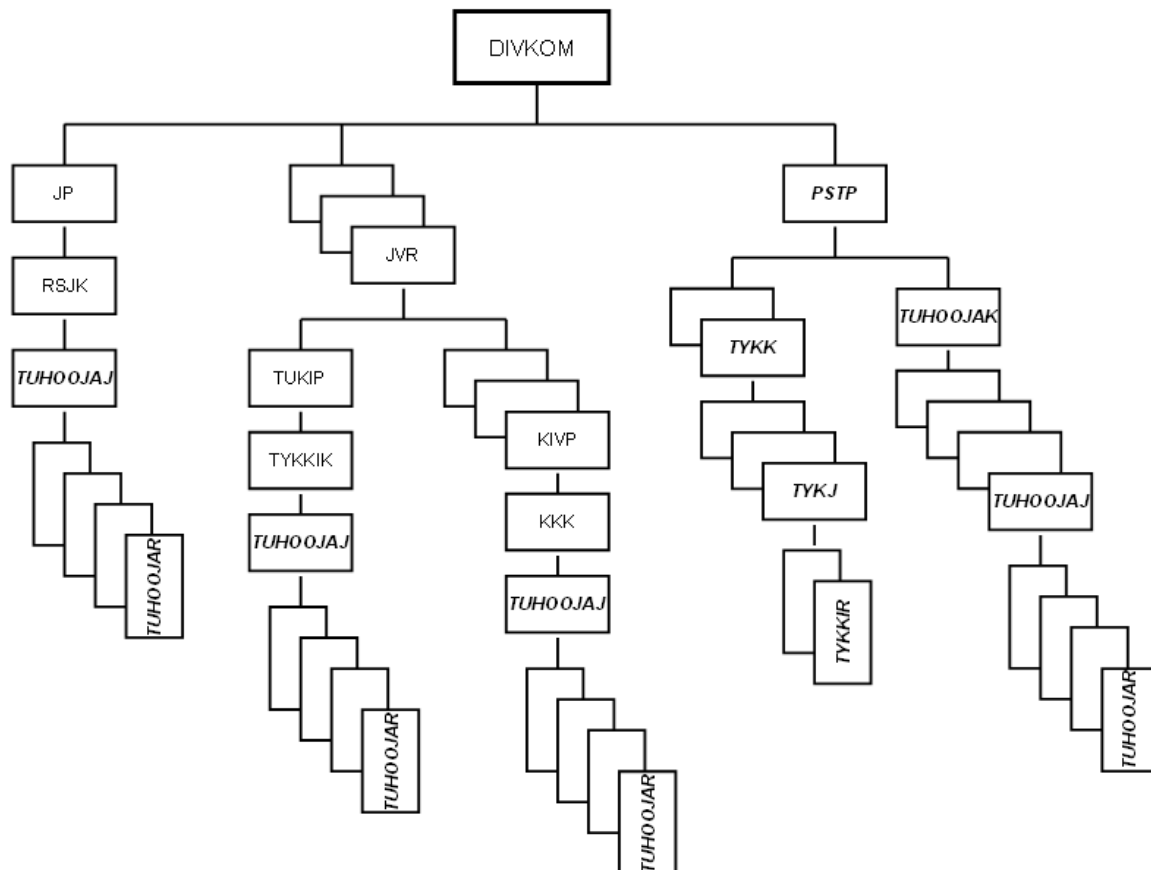 DIVKOM
JP
PSTP
JVR
RSJK
TUHOOJAK
TYKK
TUHOOJAJ
TUKIP
KIVP
TYKKIK
TYKJ
TUHOOJAJ
KKK
TUHOOJAJ
TUHOOJAJ
TUHOOJAR
TYKKIR
TUHOOJAR
TUHOOJAR
TUHOOJAR